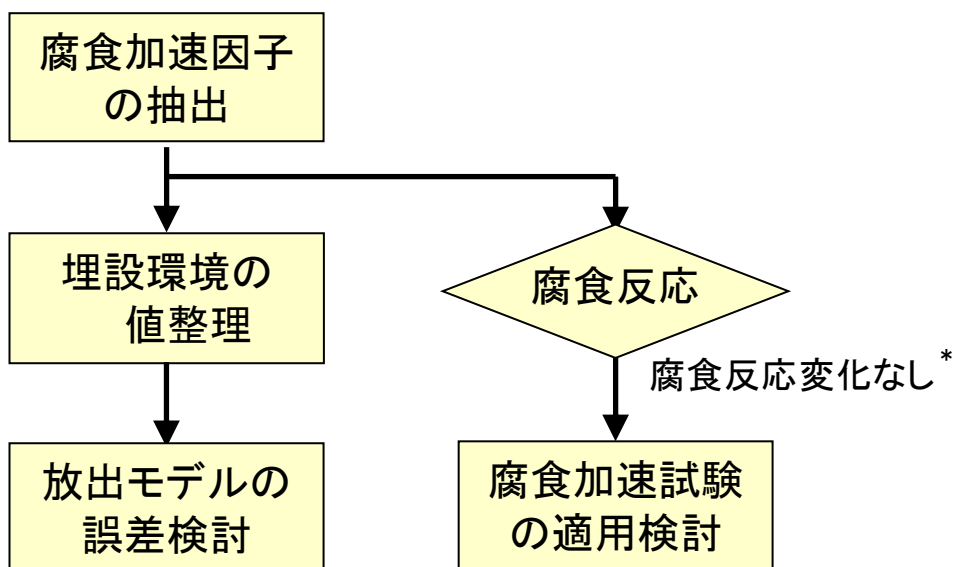 腐食加速因子
の抽出
埋設環境の
値整理
腐食反応
腐食反応変化なし*
放出モデルの
誤差検討
腐食加速試験
の適用検討